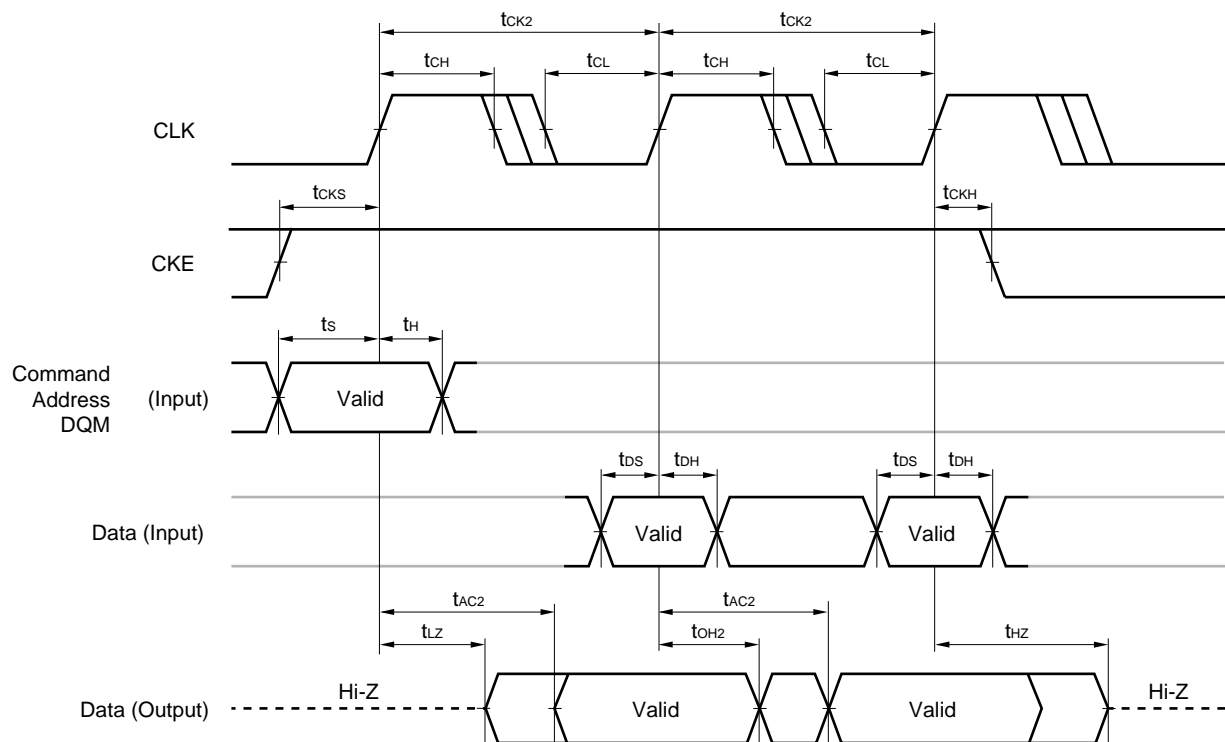 tCK2 tCK2
tCH tCL tCH tCL
CLK
tCKS tCKH
CKE
tS tH
Command
Address (Input) Valid
DQM
tDS tDH tDS tDH
Data (Input) Valid Valid
tAC2 tAC2
tLZ tOH2 tHZ
Hi-Z Hi-Z
Data (Output) Valid Valid